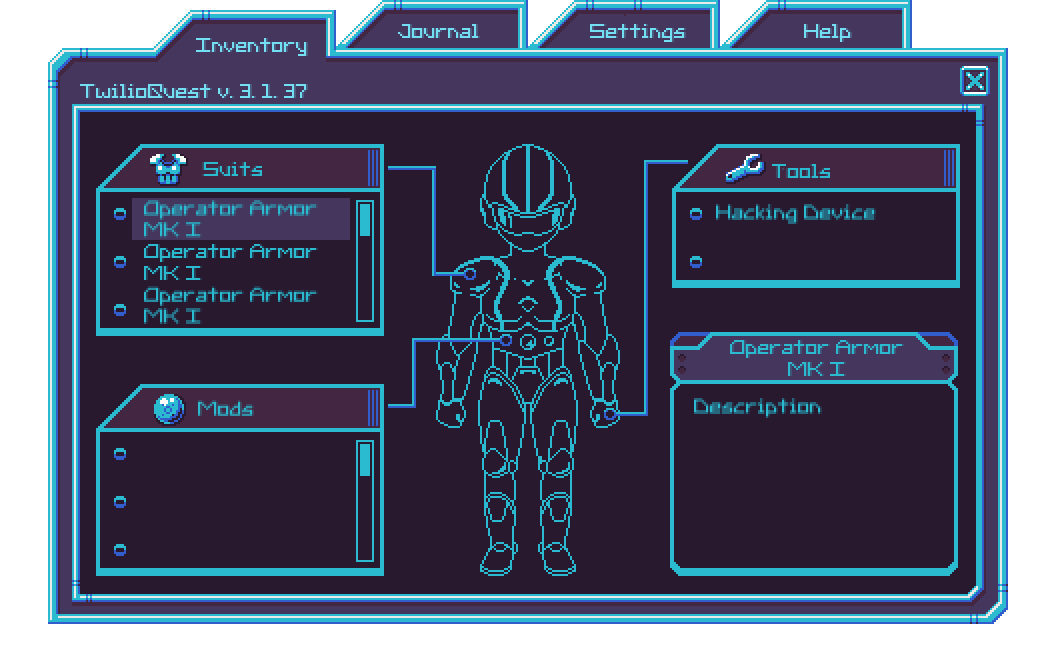 Inventory
Journal
Settings
Help
TwilioQuest v. 3. 1. 37
Suits
Operator Armor
MK I
Operator Armor
MK I
Operator Armor
MK I
Mods
Tools
Hacking Device
Operator Armor
MK I
Description